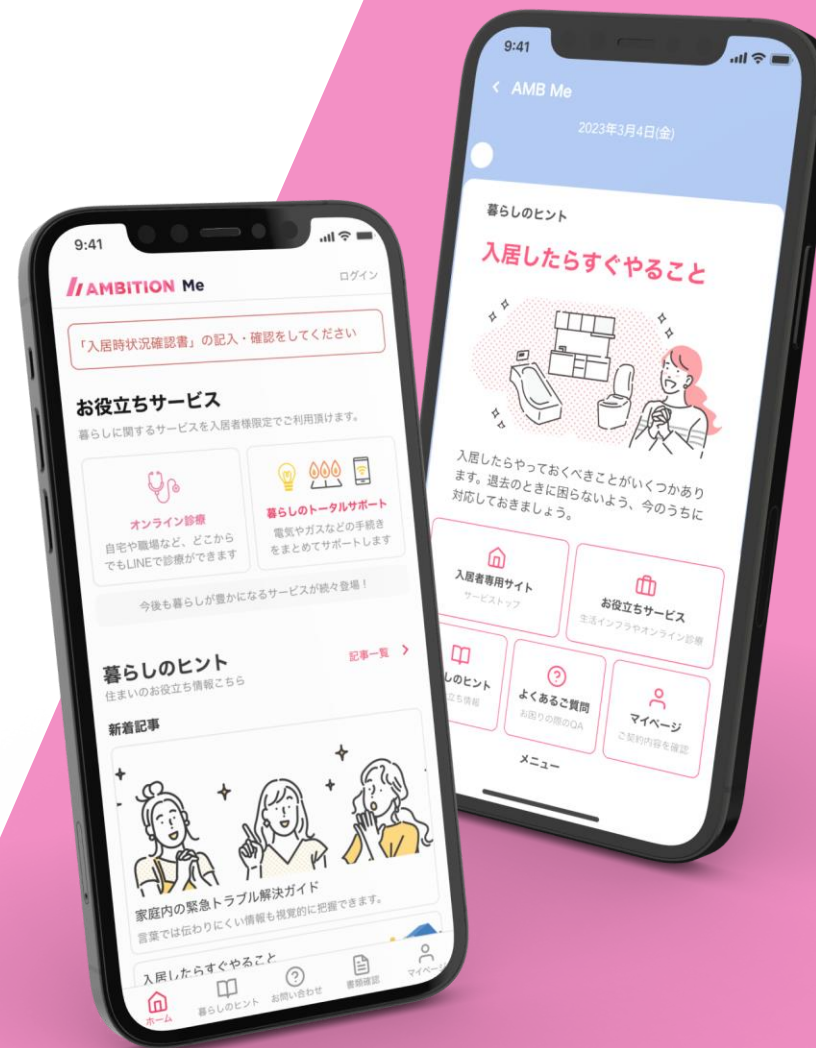 9:41
AMBITION Me
ログイン
「入居時状況確認書」の記入・確認をしてください
お役立ちサービス
暮らしに関するサービスを入居者様限定でご利用頂けます。
オンライン診療
自宅や職場など、どこから
でもLINEで診療ができます
暮らしのトータルサポート
電気やガスなどの手続き
をまとめてサポートします
今後も暮らしが豊かになるサービスが続々登場！
暮らしのヒント
住まいのお役立ち情報こちら
記事一覧
新着記事
家庭内の緊急トラブル解決ガイド
言葉では伝わりにくい情報も視覚的に把握できます。
入居したらすぐやること
ホーム
暮らしのヒント
お問い合わせ
書類確認
マイページ
9:41
AMB Me
2023年3月4日(金)
暮らしのヒント
入居したらすぐやること
入居したらやっておくべきことがいくつかあり
ます。退去のときに困らないよう、今のうちに
対応しておきましょう。
入居者専用サイト
サービストップ
お役立ちサービス
生活インフラやオンライン診療
しのヒント
立ち情報
よくあるご質問
お困りの際のQA
マイページ
ご契約内容を確認
メニュー